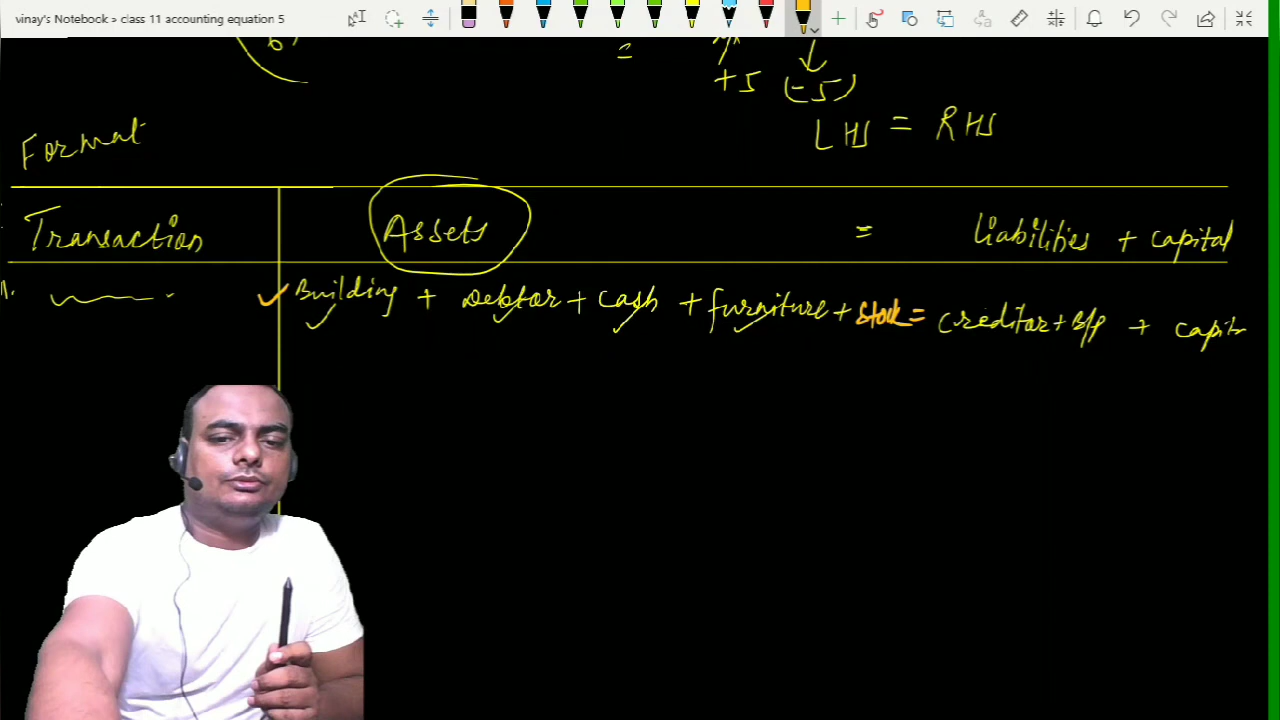 vinay's Notebook > class 11 accounting equation 5
=
+5 (-5)
LHS = RHS
Format
Transaction Assets = liabilities + capital
1. Building + Debtor + cash + furniture + stock = creditor + B/P + capit